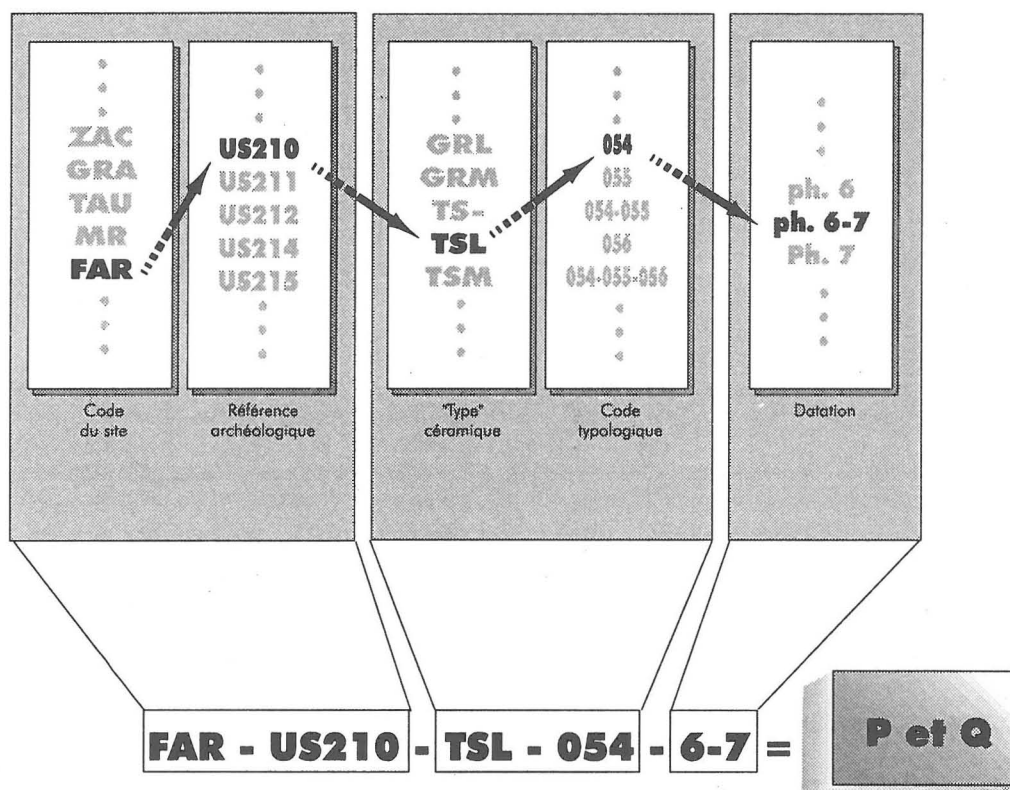 ZAC
GRA
TAU
MR
FAR
Code
du site
US210
US211
US212
US214
US215
Référence
archéologique
GRL
GRM
TS-
TSL
TSM
"Type"
céramique
054
055
054-055
056
054-055-056
Code
typologique
ph. 6
ph. 6-7
Ph. 7
Datation
FAR - US210 - TSL - 054 - 6-7 = P et Q